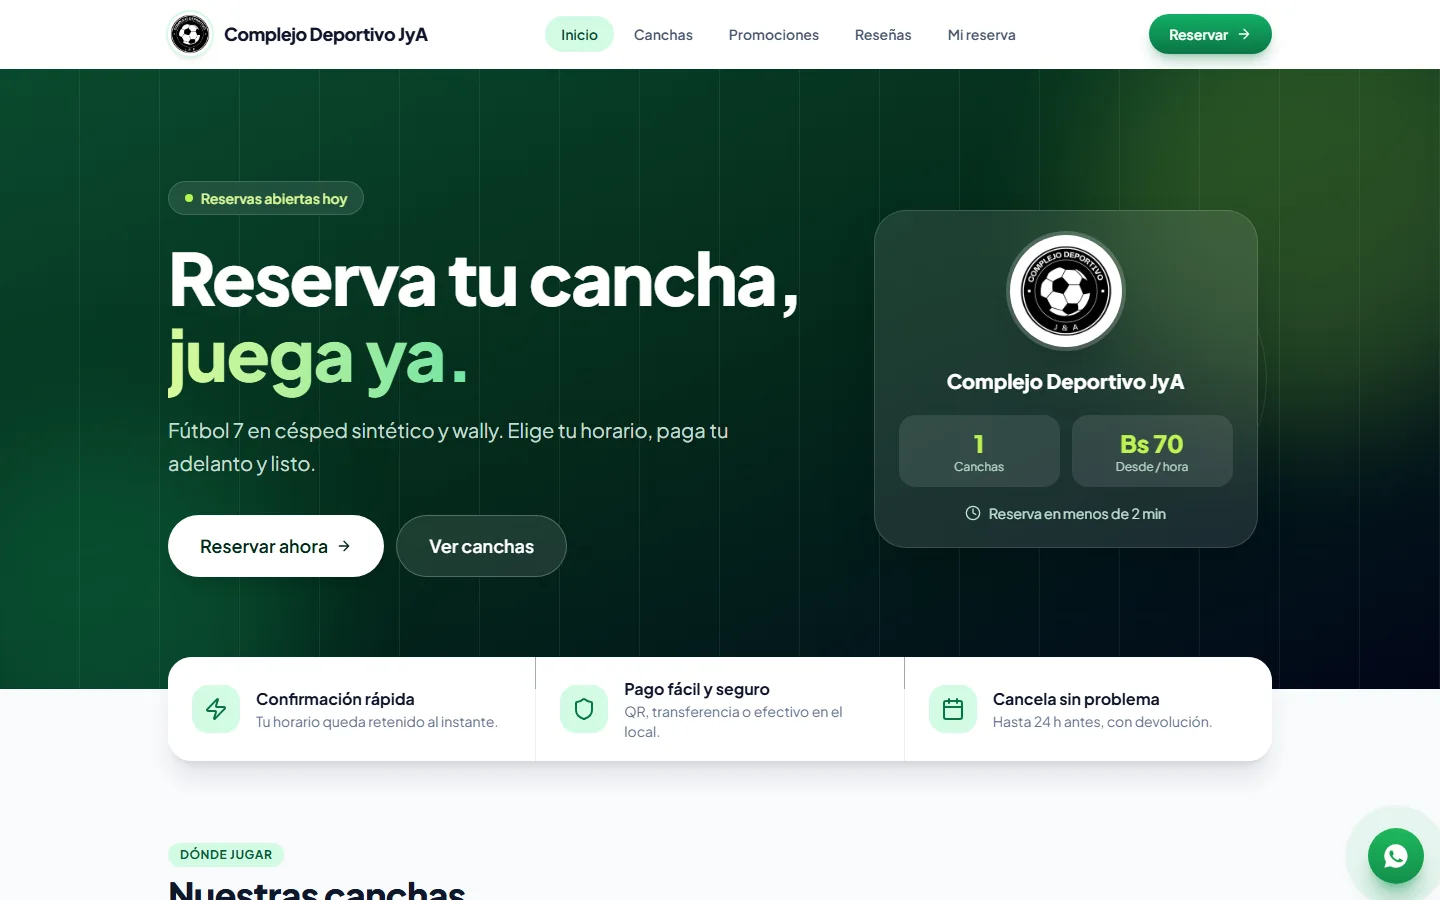 Complejo Deportivo JyA
Inicio
Canchas
Promociones
Reseñas
Mi reserva
Reservar
Reservas abiertas hoy
Reserva tu cancha,
juega ya.
Fútbol 7 en césped sintético y wally. Elige tu horario, paga tu
adelanto y listo.
Reservar ahora
Ver canchas
COMPLEJO DEPORTIVO
J & A
Complejo Deportivo JyA
1
Canchas
Bs 70
Desde / hora
Reserva en menos de 2 min
Confirmación rápida
Tu horario queda retenido al instante.
Pago fácil y seguro
QR, transferencia o efectivo en el
local.
Cancela sin problema
Hasta 24 h antes, con devolución.
DÓNDE JUGAR
Nuestras canchas